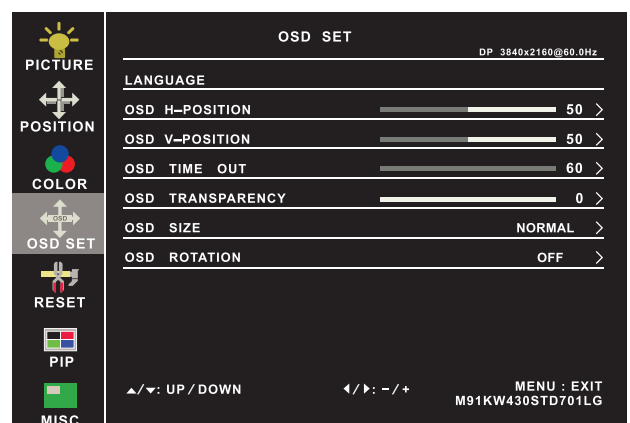 OSD SET
DP 3840x2160@60.0Hz
PICTURE
POSITION
COLOR
OSD
OSD SET
RESET
PIP
MISC
LANGUAGE
OSD H–POSITION 50 >
OSD V–POSITION 50 >
OSD TIME OUT 60 >
OSD TRANSPARENCY 0 >
OSD SIZE NORMAL >
OSD ROTATION OFF >
▲/▼: UP/DOWN ◀/▶: −/+ MENU : EXIT
M91KW430STD701LG